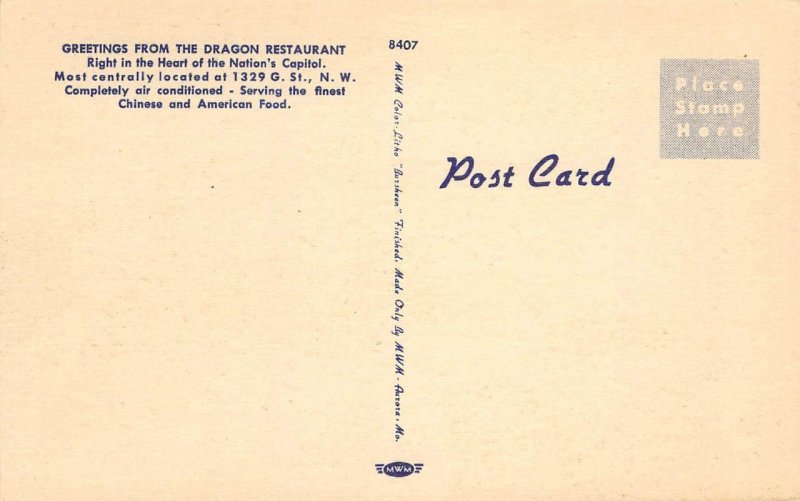 GREETINGS FROM THE DRAGON RESTAURANT
Right in the Heart of the Nation's Capitol.
Most centrally located at 1329 G. St., N. W.
Completely air conditioned - Serving the finest
Chinese and American Food.
8407
MWM Color-Litho "Bursheen" Finished. Made Only By MWM - Aurora, Mo.
Place
Stamp
Here
Post Card
MWM